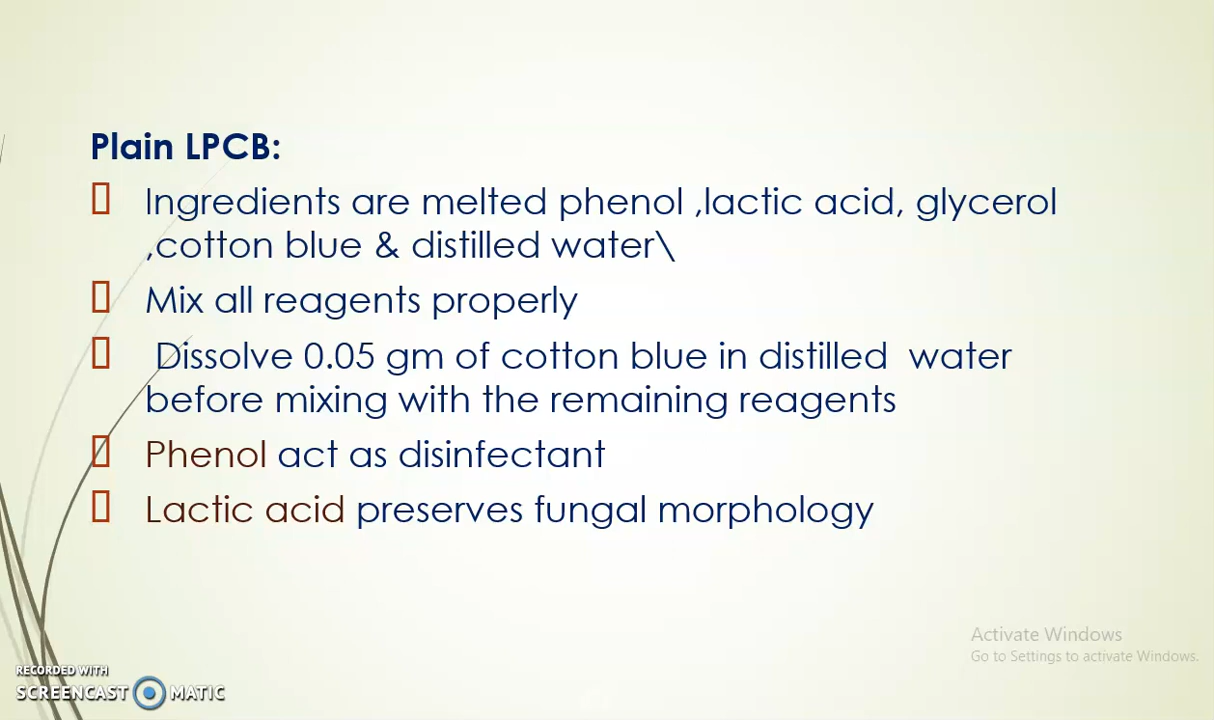 Plain LPCB:
Ingredients are melted phenol ,lactic acid, glycerol
,cotton blue & distilled water\
Mix all reagents properly
Dissolve 0.05 gm of cotton blue in distilled water
before mixing with the remaining reagents
Phenol act as disinfectant
Lactic acid preserves fungal morphology
Activate Windows
Go to Settings to activate Windows.
RECORDED WITH
SCREENCAST MATIC